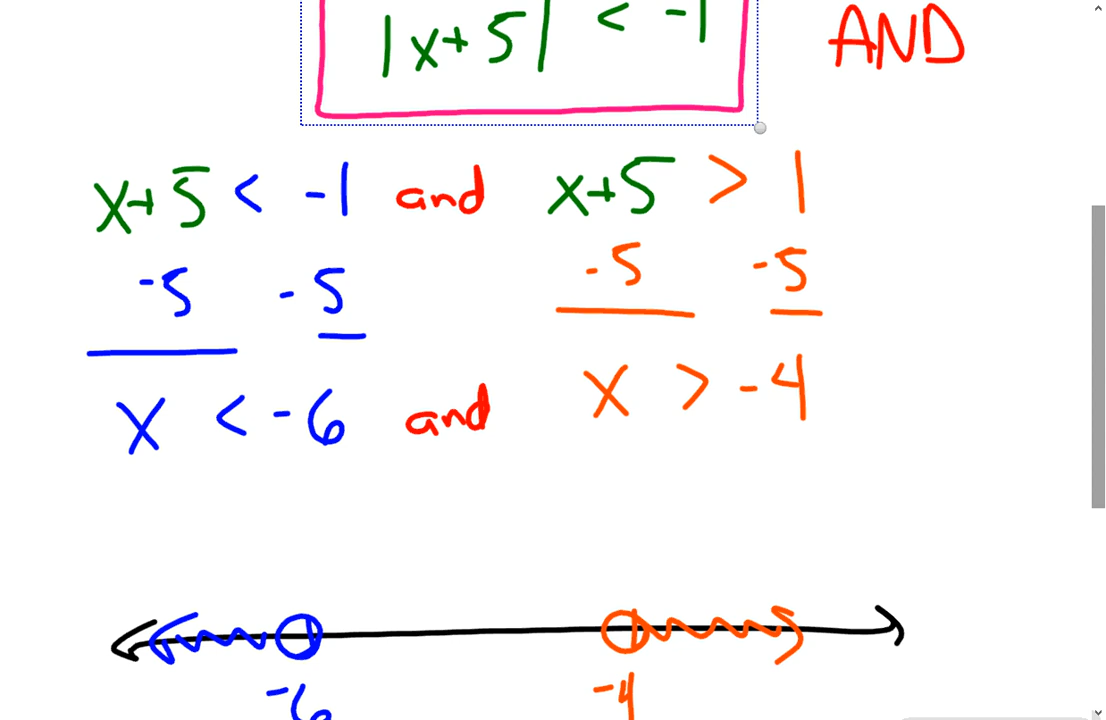 |x+5| < -1 AND
x+5 < -1 and x+5 > 1
-5 -5 -5 -5
x < -6 and x > -4
-6 -4